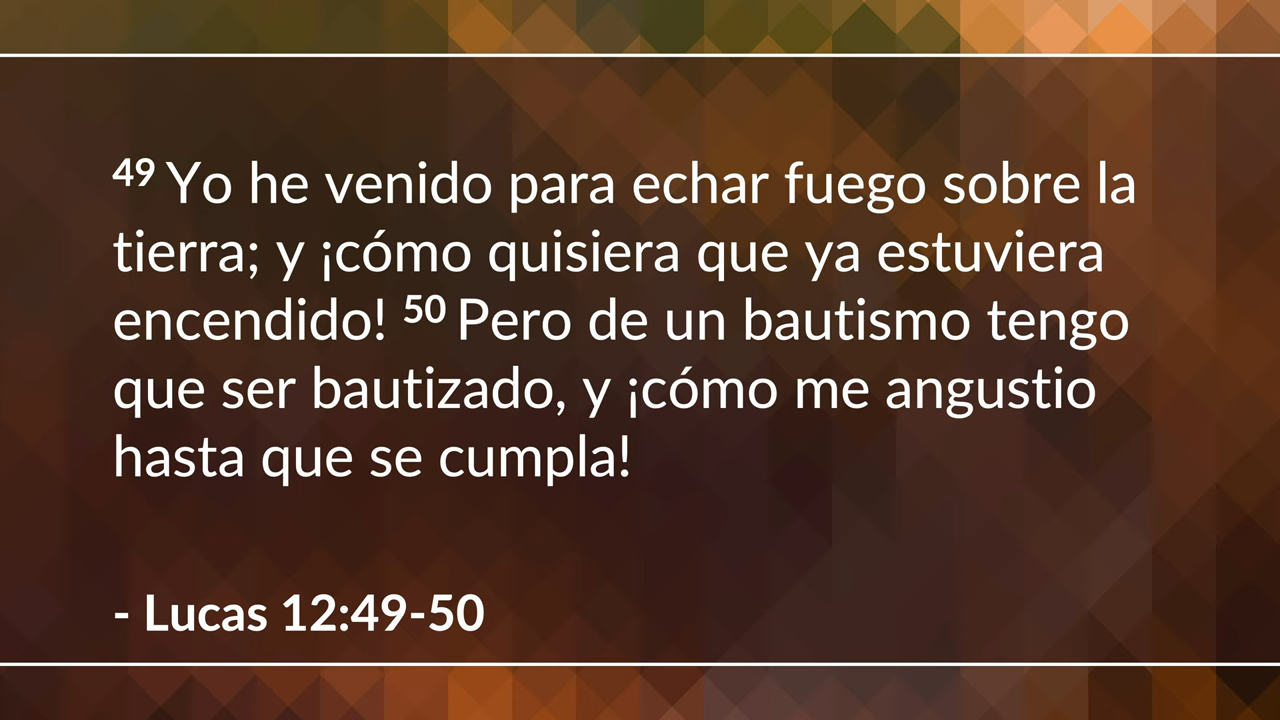 49 Yo he venido para echar fuego sobre la
tierra; y ¡cómo quisiera que ya estuviera
encendido! 50 Pero de un bautismo tengo
que ser bautizado, y ¡cómo me angustio
hasta que se cumpla!
- Lucas 12:49-50